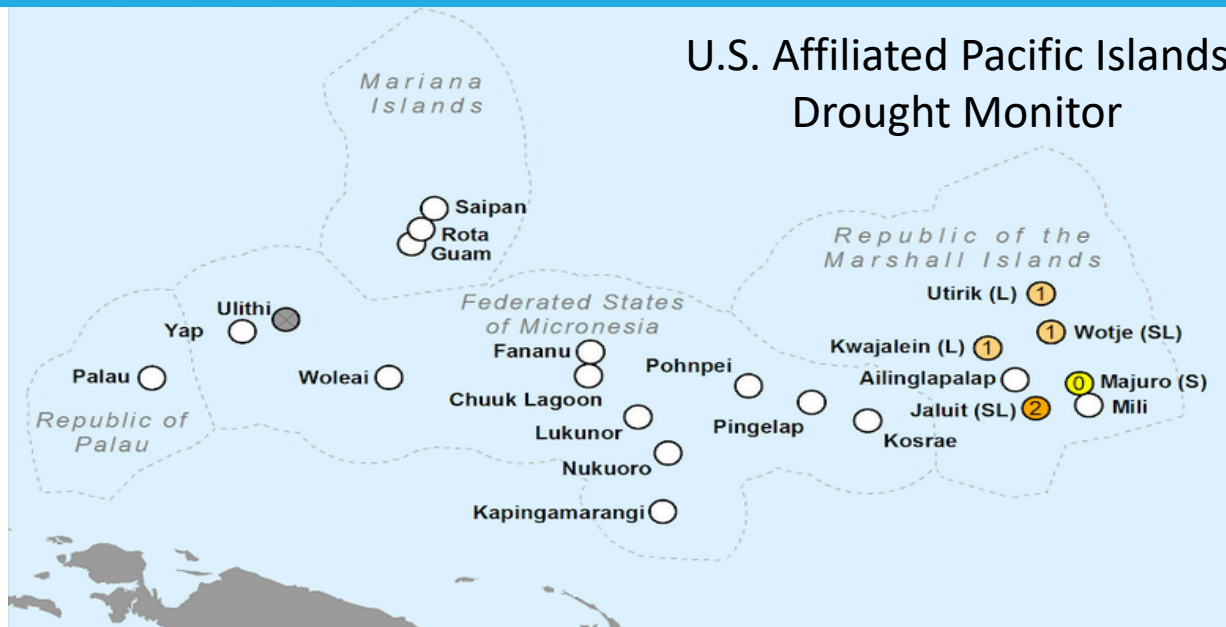 U.S. Affiliated Pacific Islands
Drought Monitor
Mariana
Islands
Saipan
Rota
Guam
Republic of the
Marshall Islands
Utirik (L) 1
Ulithi
Federated States
of Micronesia
Yap
1 Wotje (SL)
Kwajalein (L) 1
Fananu
Pohnpei
Palau
Woleai
Ailinglapalap
0 Majuro (S)
Chuuk Lagoon
Jaluit (SL) 2
Mili
Republic of
Palau
Lukunor
Pingelap
Kosrae
Nukuoro
Kapingamarangi